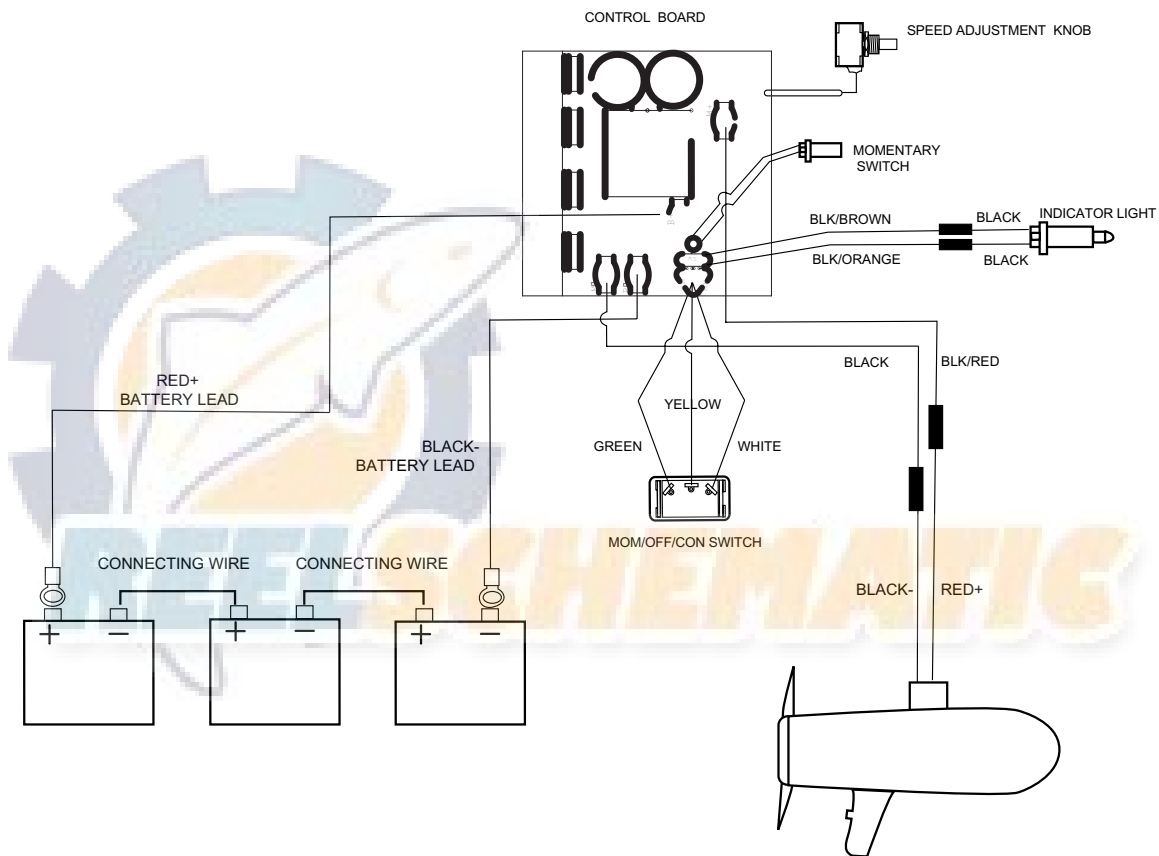 CONTROL BOARD
SPEED ADJUSTMENT KNOB
MOMENTARY
SWITCH
BLK/BROWN
BLACK
INDICATOR LIGHT
BLK/ORANGE
BLACK
BLACK
BLK/RED
RED+
BATTERY LEAD
YELLOW
GREEN
WHITE
BLACK-
BATTERY LEAD
MOM/OFF/CON SWITCH
CONNECTING WIRE
CONNECTING WIRE
REELSCHEMATIC
BLACK-
RED+
+ −
+ −
+ −